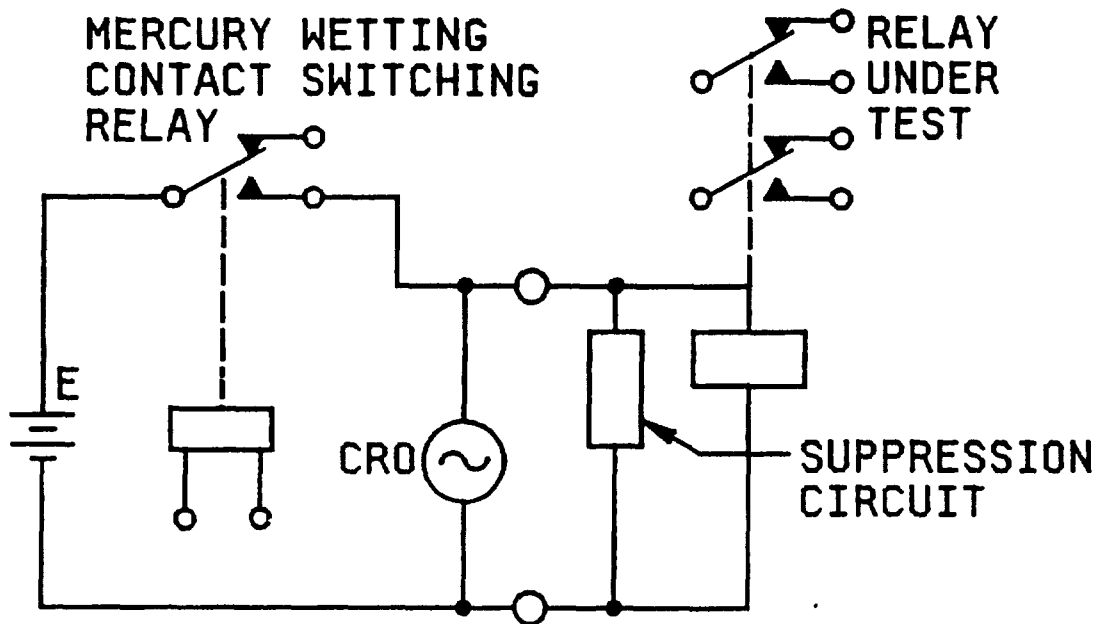 MERCURY WETTING
CONTACT SWITCHING
RELAY
RELAY
UNDER
TEST
E
CRO
SUPPRESSION
CIRCUIT